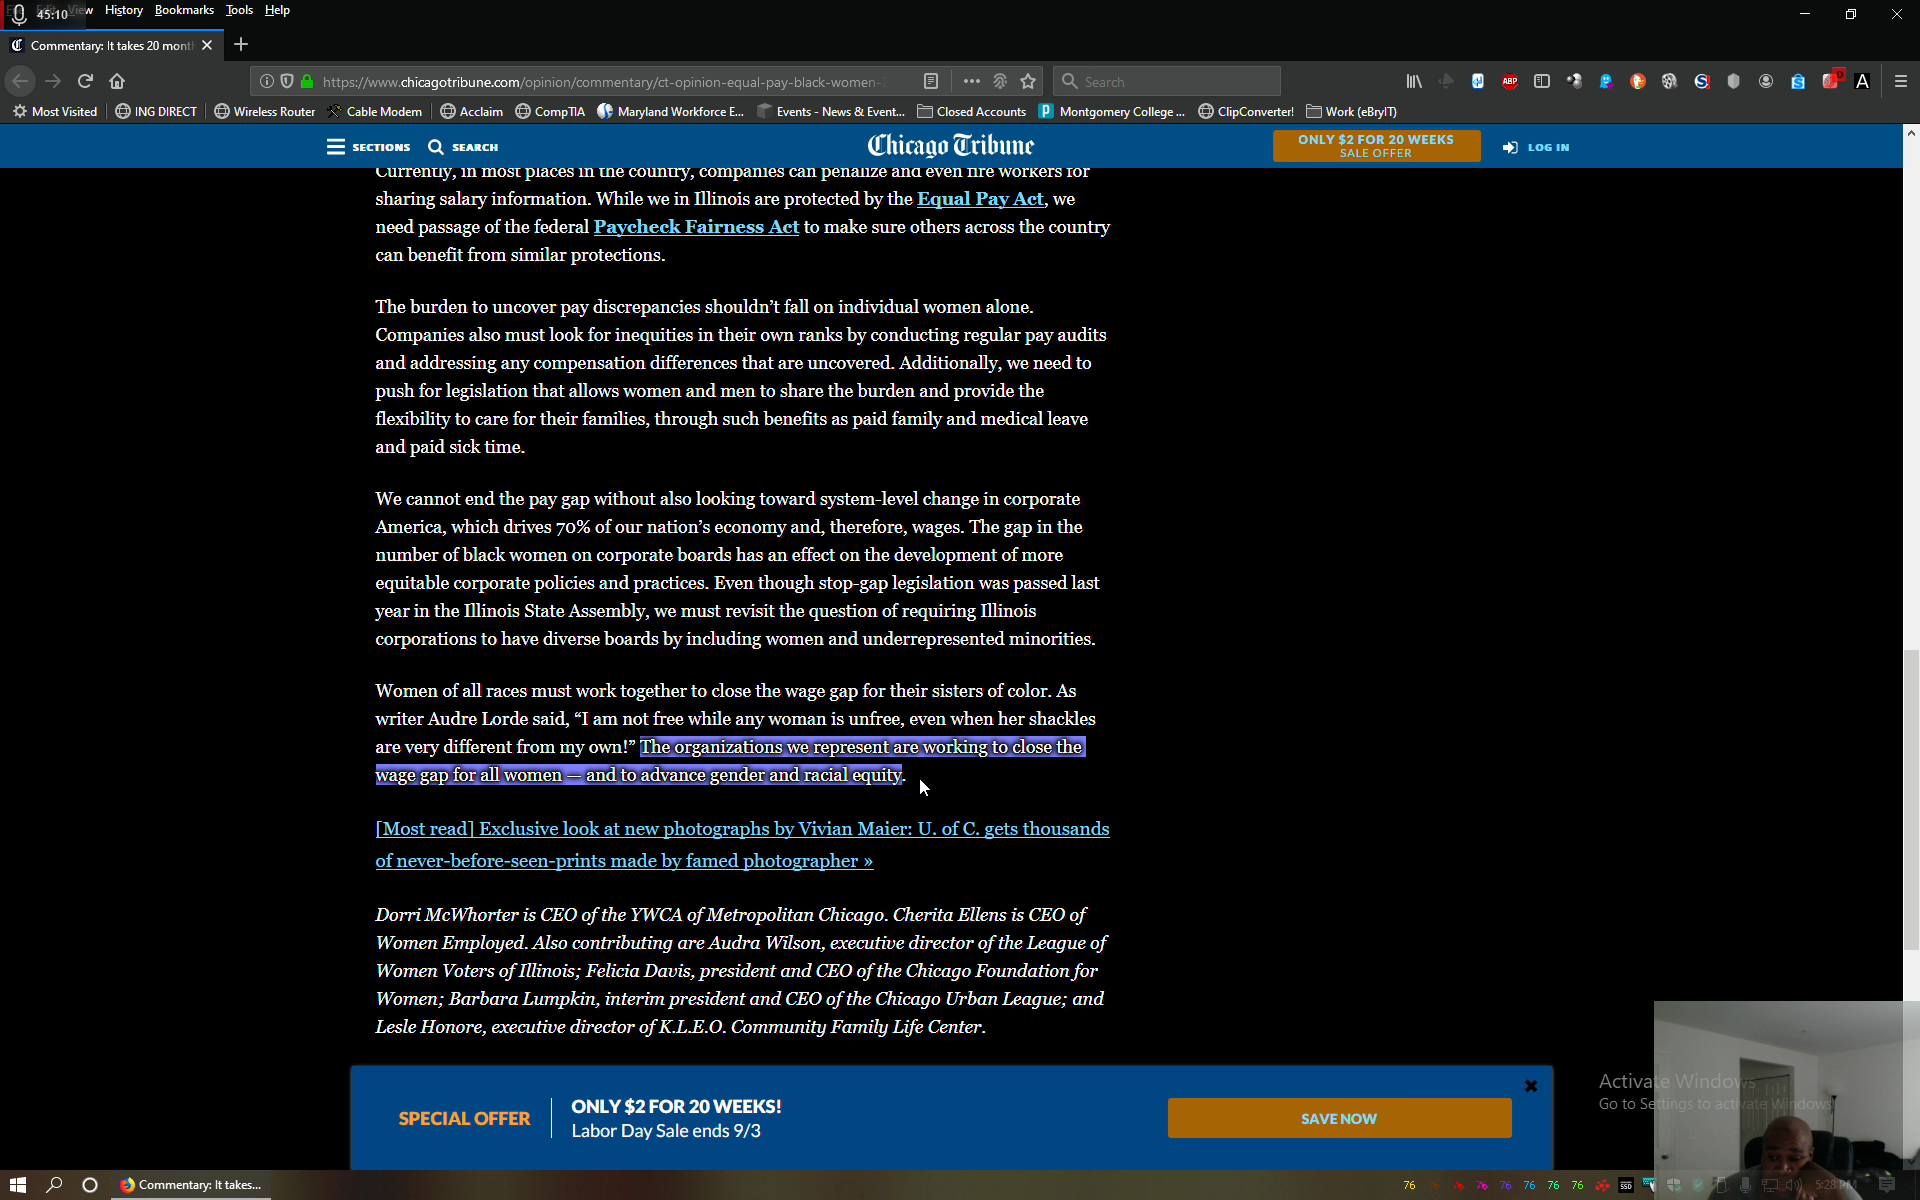 45:10
View History Bookmarks Tools Help
Commentary: It takes 20 mont
https://www.chicagotribune.com/opinion/commentary/ct-opinion-equal-pay-black-women-
Search
ABP
Most Visited ING DIRECT Wireless Router Cable Modem Acclaim CompTIA Maryland Workforce E... Events - News & Event... Closed Accounts Montgomery College ... ClipConverter! Work (eBryIT)
SECTIONS SEARCH
Chicago Tribune
ONLY $2 FOR 20 WEEKS
SALE OFFER
LOG IN
Currently, in most places in the country, companies can penalize and even fire workers for
sharing salary information. While we in Illinois are protected by the Equal Pay Act, we
need passage of the federal Paycheck Fairness Act to make sure others across the country
can benefit from similar protections.
The burden to uncover pay discrepancies shouldn’t fall on individual women alone.
Companies also must look for inequities in their own ranks by conducting regular pay audits
and addressing any compensation differences that are uncovered. Additionally, we need to
push for legislation that allows women and men to share the burden and provide the
flexibility to care for their families, through such benefits as paid family and medical leave
and paid sick time.
We cannot end the pay gap without also looking toward system-level change in corporate
America, which drives 70% of our nation’s economy and, therefore, wages. The gap in the
number of black women on corporate boards has an effect on the development of more
equitable corporate policies and practices. Even though stop-gap legislation was passed last
year in the Illinois State Assembly, we must revisit the question of requiring Illinois
corporations to have diverse boards by including women and underrepresented minorities.
Women of all races must work together to close the wage gap for their sisters of color. As
writer Audre Lorde said, “I am not free while any woman is unfree, even when her shackles
are very different from my own!” The organizations we represent are working to close the
wage gap for all women — and to advance gender and racial equity.
[Most read] Exclusive look at new photographs by Vivian Maier: U. of C. gets thousands
of never-before-seen-prints made by famed photographer »
Dorri McWhorter is CEO of the YWCA of Metropolitan Chicago. Cherita Ellens is CEO of
Women Employed. Also contributing are Audra Wilson, executive director of the League of
Women Voters of Illinois; Felicia Davis, president and CEO of the Chicago Foundation for
Women; Barbara Lumpkin, interim president and CEO of the Chicago Urban League; and
Lesle Honore, executive director of K.L.E.O. Community Family Life Center.
SPECIAL OFFER
ONLY $2 FOR 20 WEEKS!
Labor Day Sale ends 9/3
SAVE NOW
Activate Windows
Go to Settings to activate Windows.
Commentary: It takes...
76 76 76 76 76 76 SSD 5:28 PM